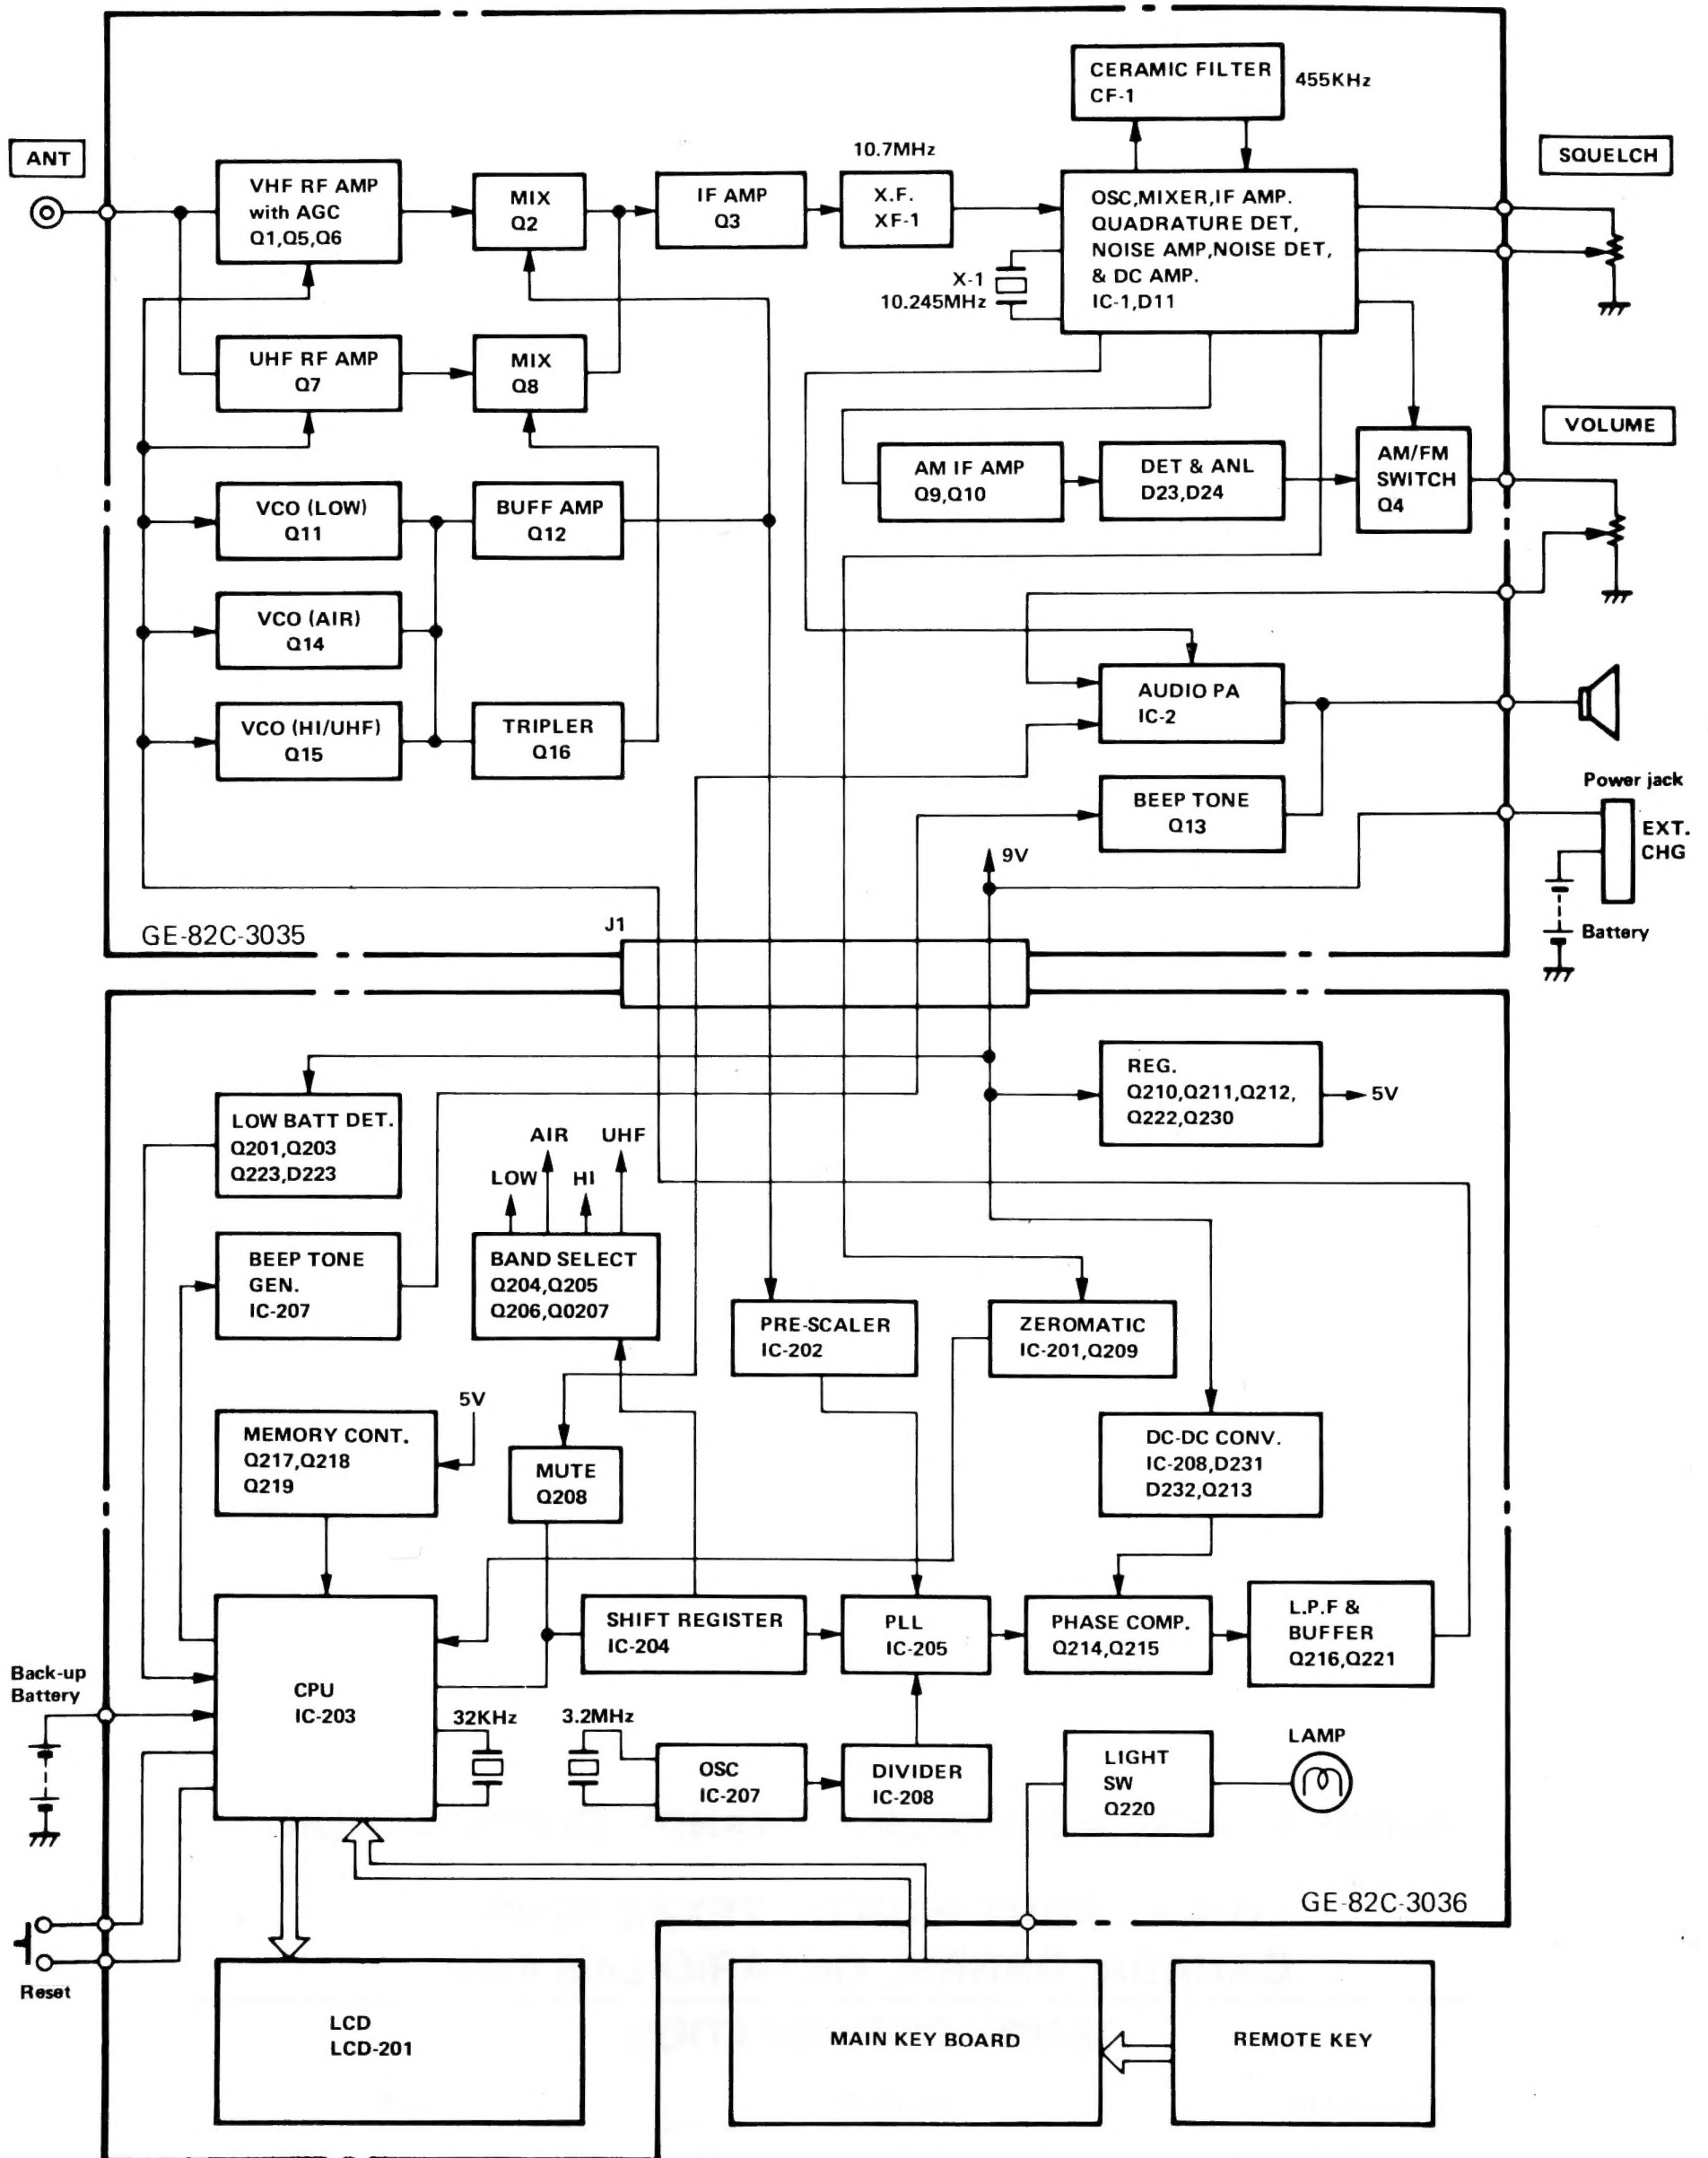 CERAMIC FILTER
CF-1
455KHz
ANT
10.7MHz
SQUELCH
VHF RF AMP
with AGC
Q1,Q5,Q6
MIX
Q2
IF AMP
Q3
X.F.
XF-1
OSC,MIXER,IF AMP.
QUADRATURE DET,
NOISE AMP,NOISE DET,
& DC AMP.
IC-1,D11
X-1
10.245MHz
UHF RF AMP
Q7
MIX
Q8
VOLUME
AM IF AMP
Q9,Q10
DET & ANL
D23,D24
AM/FM
SWITCH
Q4
VCO (LOW)
Q11
BUFF AMP
Q12
VCO (AIR)
Q14
AUDIO PA
IC-2
VCO (HI/UHF)
Q15
TRIPLER
Q16
Power jack
BEEP TONE
Q13
EXT.
CHG
9V
GE-82C-3035
J1
Battery
REG.
Q210,Q211,Q212,
Q222,Q230
5V
LOW BATT DET.
Q201,Q203
Q223,D223
AIR
UHF
LOW
HI
BEEP TONE
GEN.
IC-207
BAND SELECT
Q204,Q205
Q206,Q0207
PRE-SCALER
IC-202
ZEROMATIC
IC-201,Q209
5V
MEMORY CONT.
Q217,Q218
Q219
MUTE
Q208
DC-DC CONV.
IC-208,D231
D232,Q213
SHIFT REGISTER
IC-204
PLL
IC-205
PHASE COMP.
Q214,Q215
L.P.F &
BUFFER
Q216,Q221
Back-up
Battery
CPU
IC-203
32KHz
3.2MHz
OSC
IC-207
DIVIDER
IC-208
LIGHT
SW
Q220
LAMP
GE-82C-3036
Reset
LCD
LCD-201
MAIN KEY BOARD
REMOTE KEY